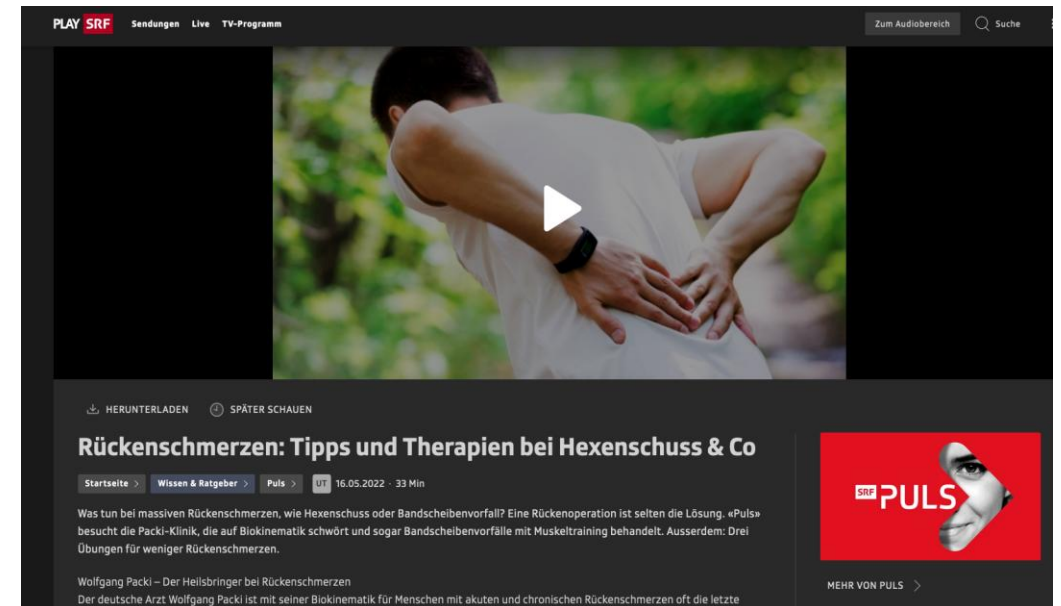 PLAY SRF Sendungen Live TV-Programm Zum Audiobereich Suche
HERUNTERLADEN SPÄTER SCHAUEN
Rückenschmerzen: Tipps und Therapien bei Hexenschuss & Co
Startseite > Wissen & Ratgeber > Puls > UT 16.05.2022 · 33 Min
Was tun bei massiven Rückenschmerzen, wie Hexenschuss oder Bandscheibenvorfall? Eine Rückenoperation ist selten die Lösung. «Puls»
besucht die Packi-Klinik, die auf Biokinematik schwört und sogar Bandscheibenvorfälle mit Muskeltraining behandelt. Ausserdem: Drei
Übungen für weniger Rückenschmerzen.
Wolfgang Packi – Der Heilsbringer bei Rückenschmerzen
Der deutsche Arzt Wolfgang Packi ist mit seiner Biokinematik für Menschen mit akuten und chronischen Rückenschmerzen oft die letzte
SRF PULS
MEHR VON PULS >